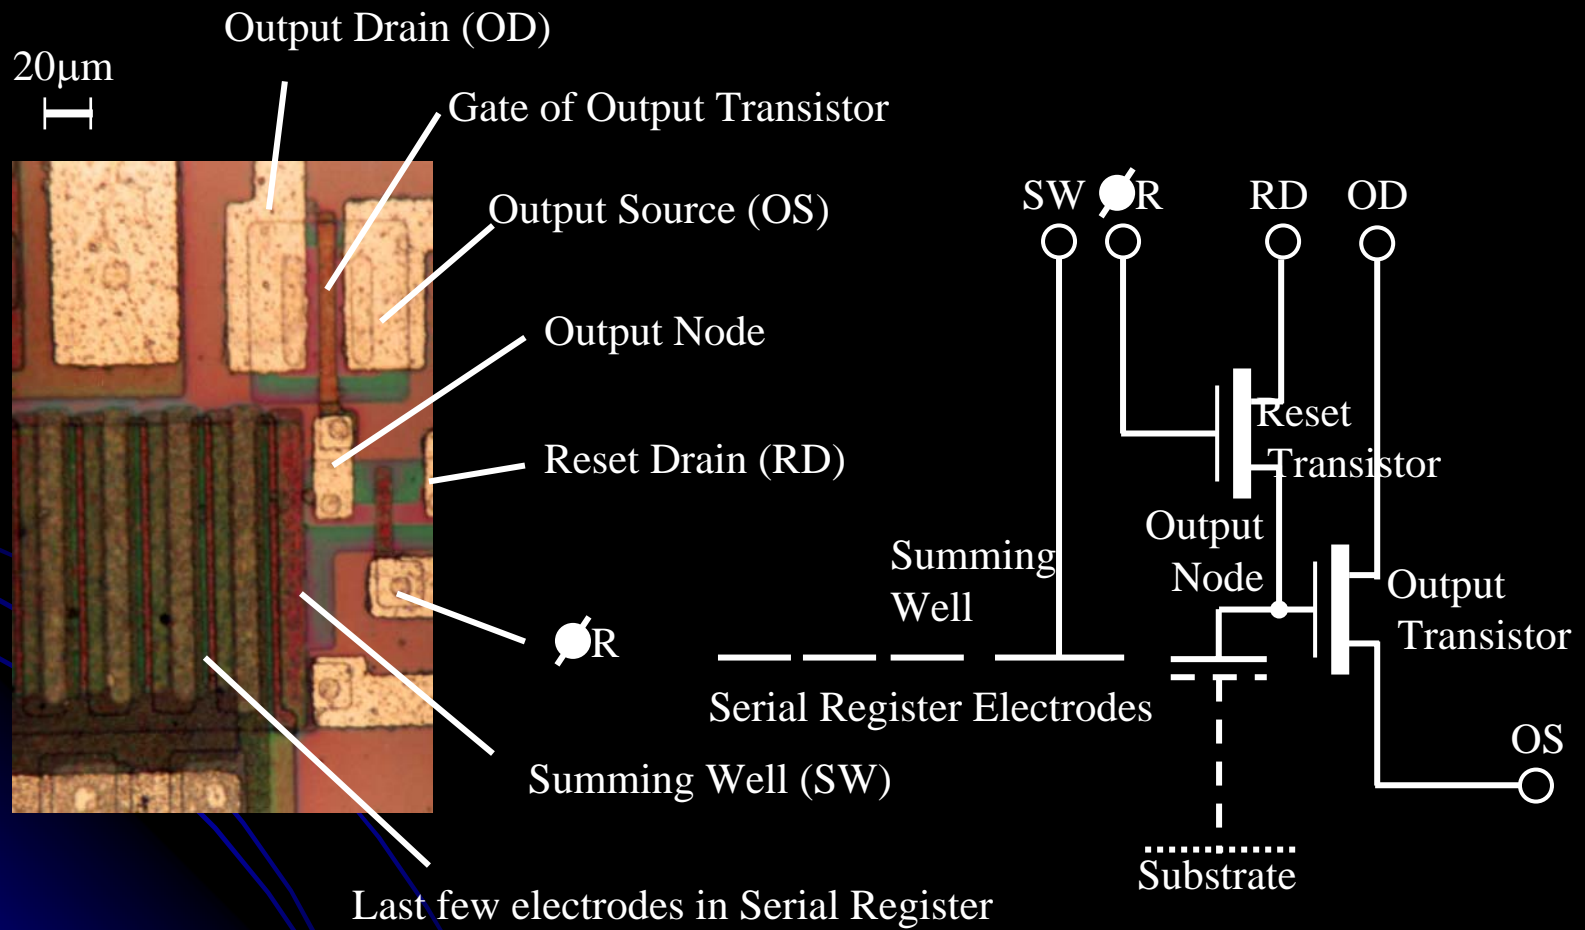 Output Drain (OD)
20μm
Gate of Output Transistor
Output Source (OS)
Output Node
Reset Drain (RD)
ØR
Summing Well (SW)
Last few electrodes in Serial Register
SW
ØR
RD
OD
Reset
Transistor
Output
Node
Summing
Well
Output
Transistor
Serial Register Electrodes
OS
Substrate